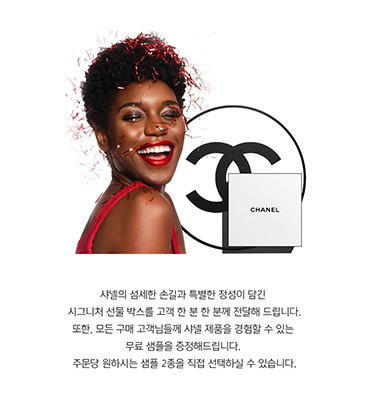 CHANEL
샤넬의 섬세한 손길과 특별한 정성이 담긴
시그니처 선물 박스를 고객 한 분 한 분께 전달해 드립니다.
또한, 모든 구매 고객님들께 샤넬 제품을 경험할 수 있는
무료 샘플을 증정해드립니다.
주문당 원하시는 샘플 2종을 직접 선택하실 수 있습니다.